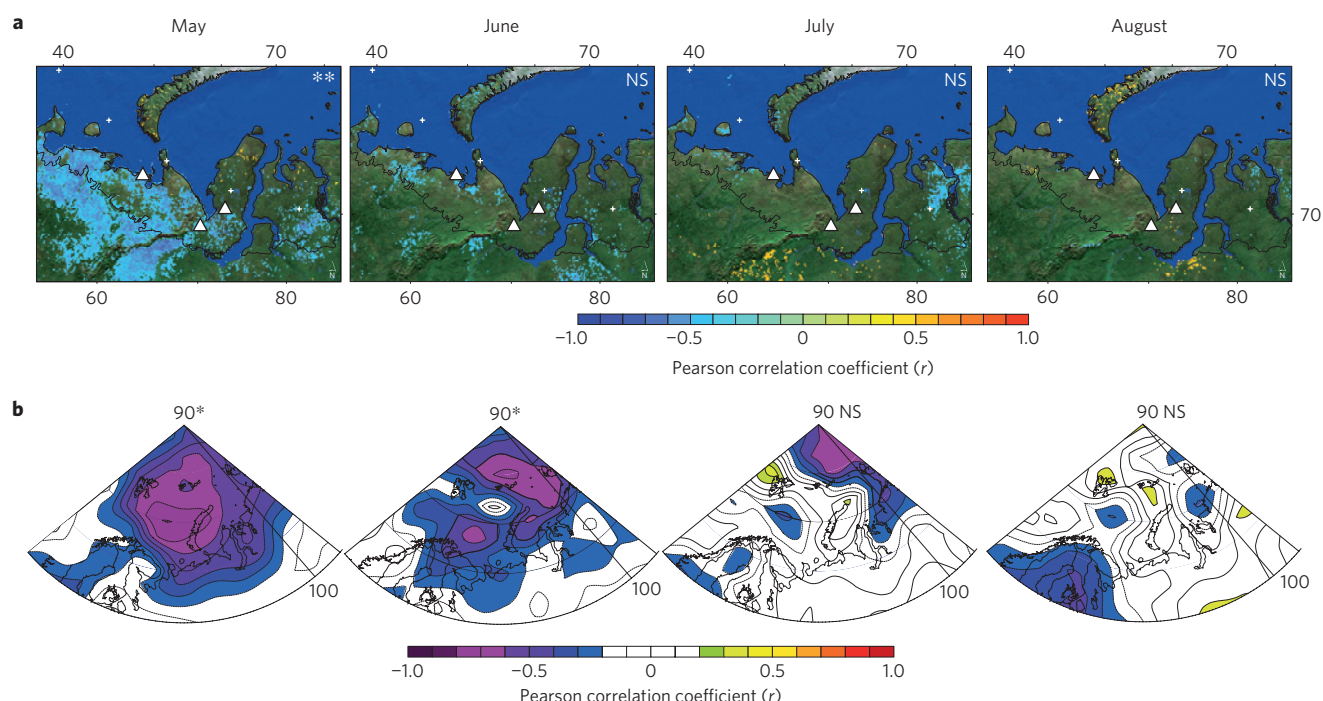 a
May June July August
40 70 40 70 40 70 40 70
** NS NS NS
N N N N
70
60 80 60 80 60 80 60 80
−1.0 −0.5 0 0.5 1.0
Pearson correlation coefficient (r)
b
90* 90* 90 NS 90 NS
100 100 100 100
−1.0 −0.5 0 0.5 1.0
Pearson correlation coefficient (r)